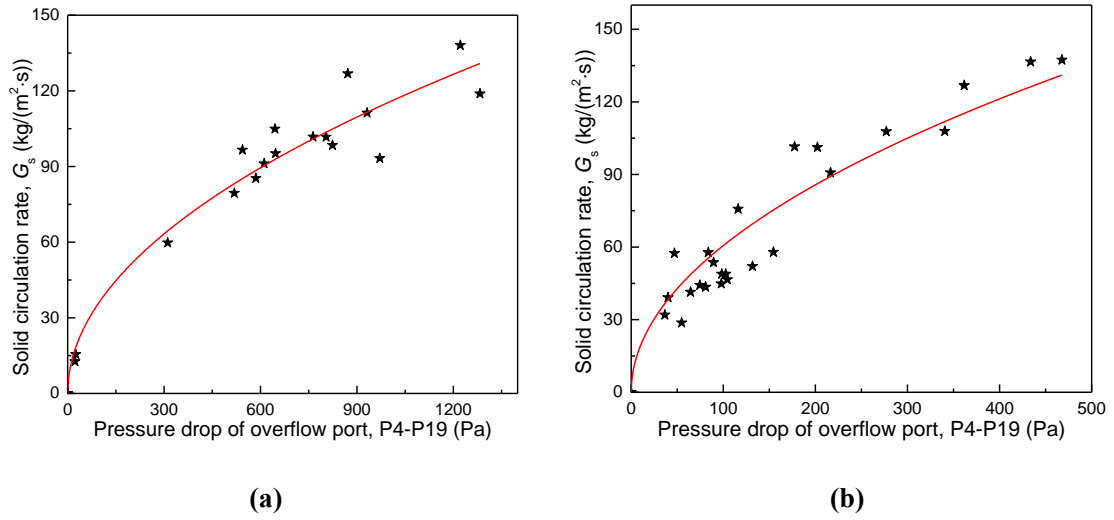 150
120
90
60
30
0
Solid circulation rate, Gs (kg/(m²·s))
0 300 600 900 1200
Pressure drop of overflow port, P4-P19 (Pa)
(a)
150
120
90
60
30
0
Solid circulation rate, Gs (kg/(m²·s))
0 100 200 300 400 500
Pressure drop of overflow port, P4-P19 (Pa)
(b)